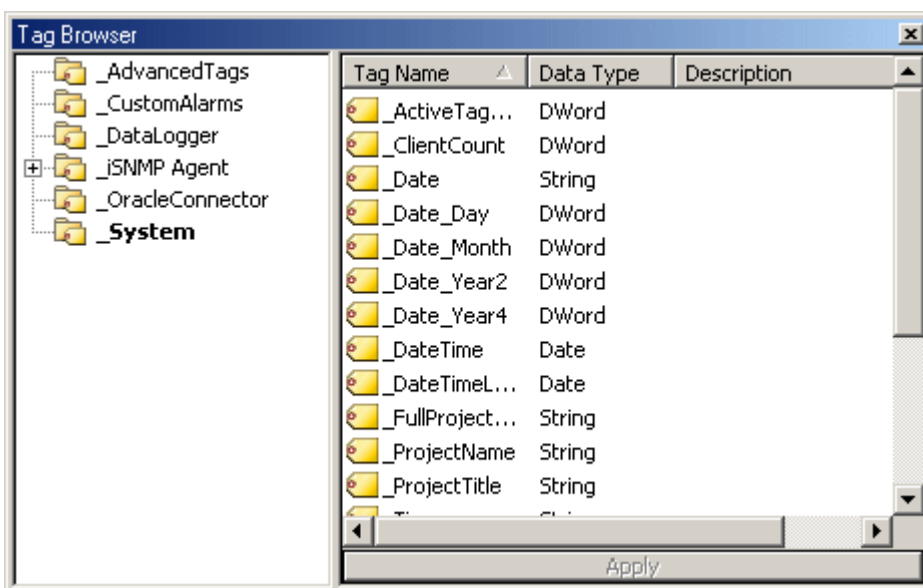 Tag Browser
_AdvancedTags
_CustomAlarms
_DataLogger
_iSNMP Agent
_OracleConnector
_System
Tag Name Data Type Description
_ActiveTag... DWord
_ClientCount DWord
_Date String
_Date_Day DWord
_Date_Month DWord
_Date_Year2 DWord
_Date_Year4 DWord
_DateTime Date
_DateTimeL... Date
_FullProject... String
_ProjectName String
_ProjectTitle String
Apply